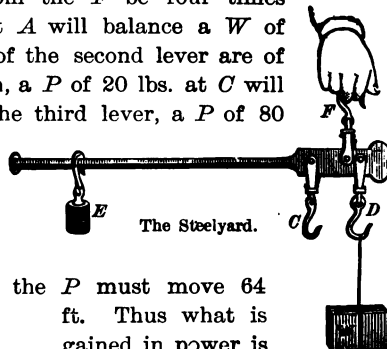 be four times
A will balance a W of
of the second lever are of
a P of 20 lbs. at C will
the third lever, a P of 80
F
E
The Steelyard.
C
D
the P must move 64
ft. Thus what is
gained in power is